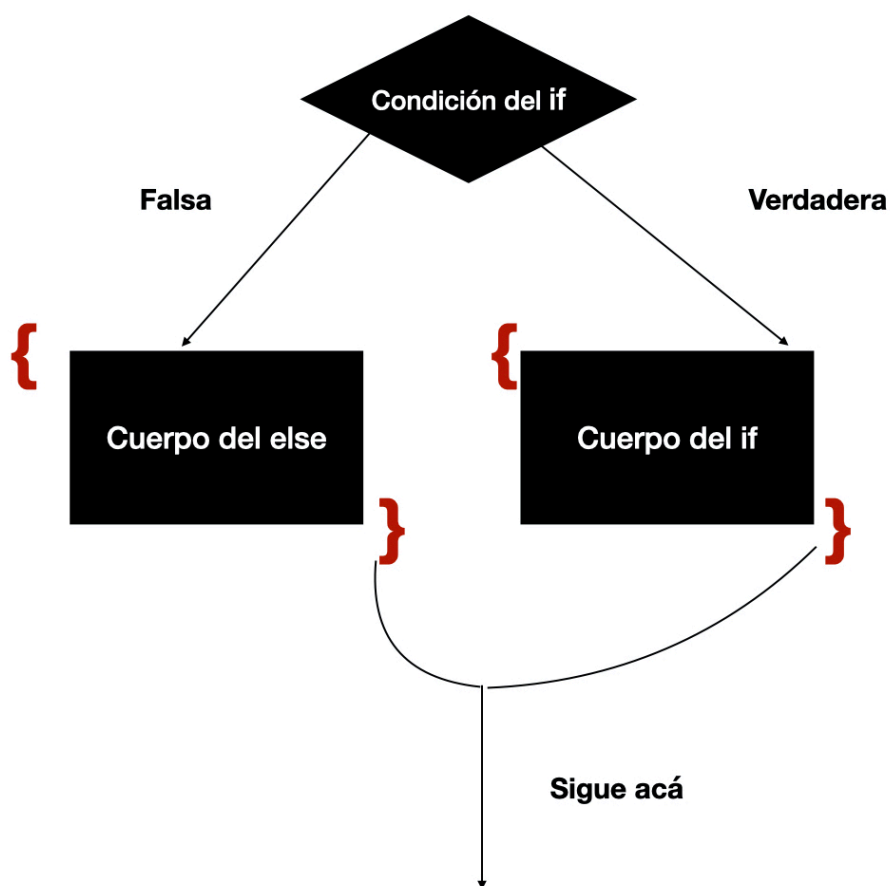 Condición del if
Falsa
Verdadera
{
{
Cuerpo del else
Cuerpo del if
}
}
Sigue acá